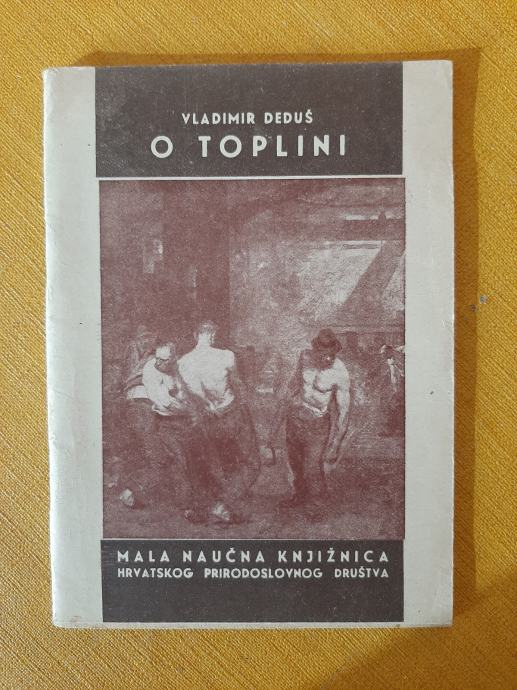 VLADIMIR DEDUŠ
O TOPLINI
MALA NAUČNA KNJIŽNICA
HRVATSKOG PRIRODOSLOVNOG DRUŠTVA